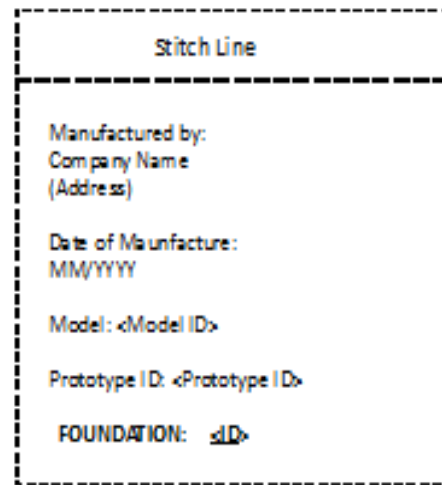 Stitch Line
Manufactured by:
Company Name
(Address)
Date of Maunfacture:
MM/YYYY
Model: <Model ID>
Prototype ID: <Prototype ID>
FOUNDATION: <ID>